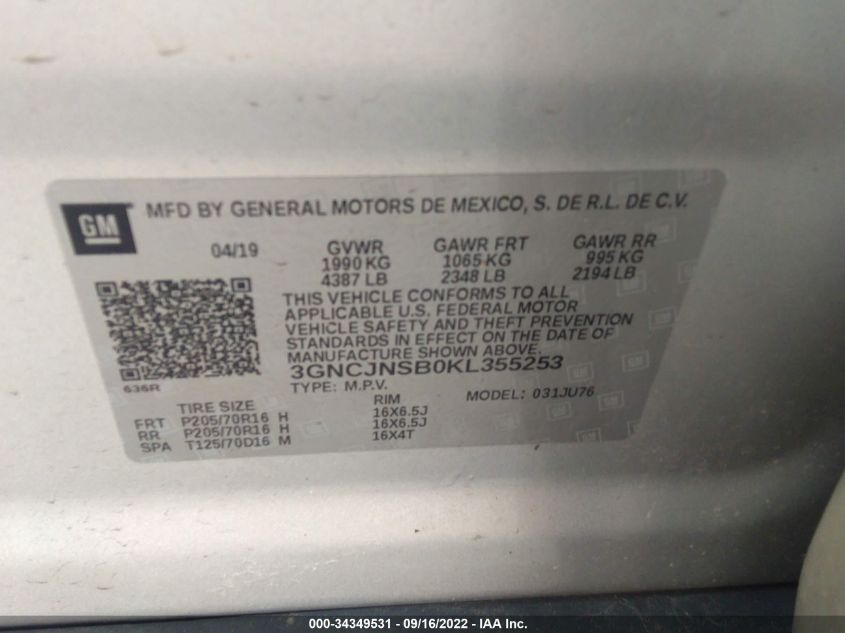 GM
MFD BY GENERAL MOTORS DE MEXICO, S. DE R.L. DE C.V.
04/19 GVWR GAWR FRT GAWR RR
1990 KG 1065 KG 995 KG
4387 LB 2348 LB 2194 LB
THIS VEHICLE CONFORMS TO ALL
APPLICABLE U.S. FEDERAL MOTOR
VEHICLE SAFETY AND THEFT PREVENTION
STANDARDS IN EFFECT ON THE DATE OF
MANUFACTURE SHOWN ABOVE.
3GNCJNSB0KL355253
636R
TYPE: M.P.V. MODEL: 031JU76
TIRE SIZE RIM
FRT P205/70R16 H 16X6.5J
RR P205/70R16 H 16X6.5J
SPA T125/70D16 M 16X4T
000-34349531 - 09/16/2022 - IAA Inc.